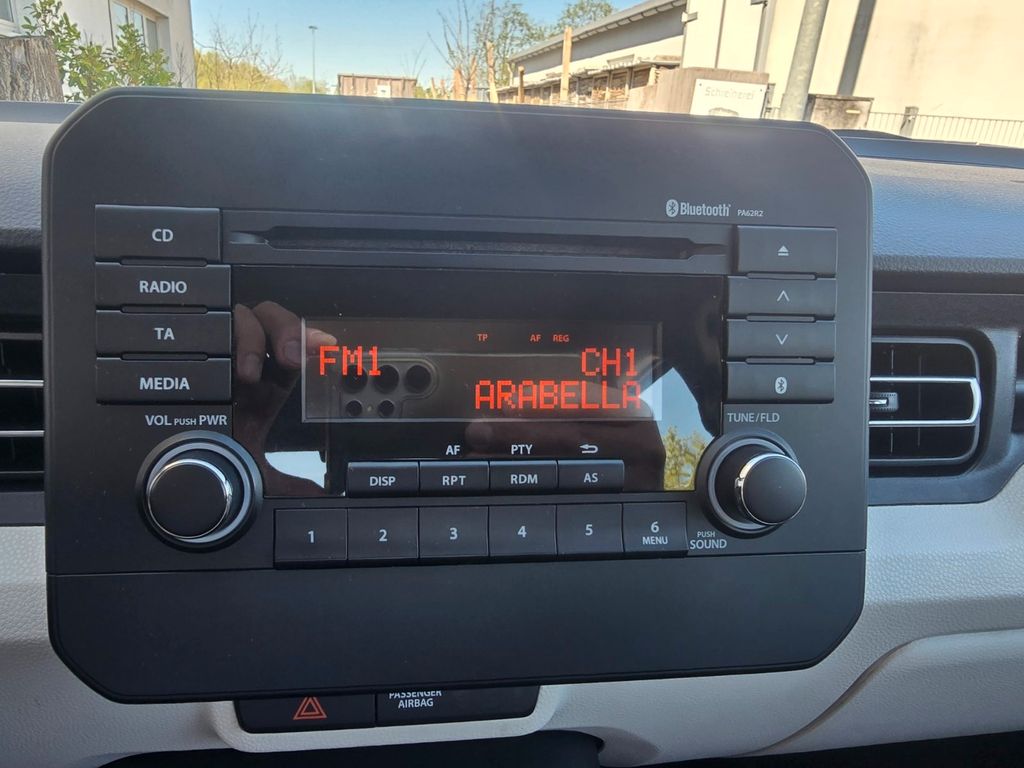 Schreinerei
Bluetooth PA62R2
CD
RADIO
TA
MEDIA
TP AF REG
FM1 CH1
ARABELLA
VOL PUSH PWR
TUNE/FLD
AF PTY
DISP RPT RDM AS
1 2 3 4 5 6
MENU
PUSH
SOUND
PASSENGER
AIRBAG